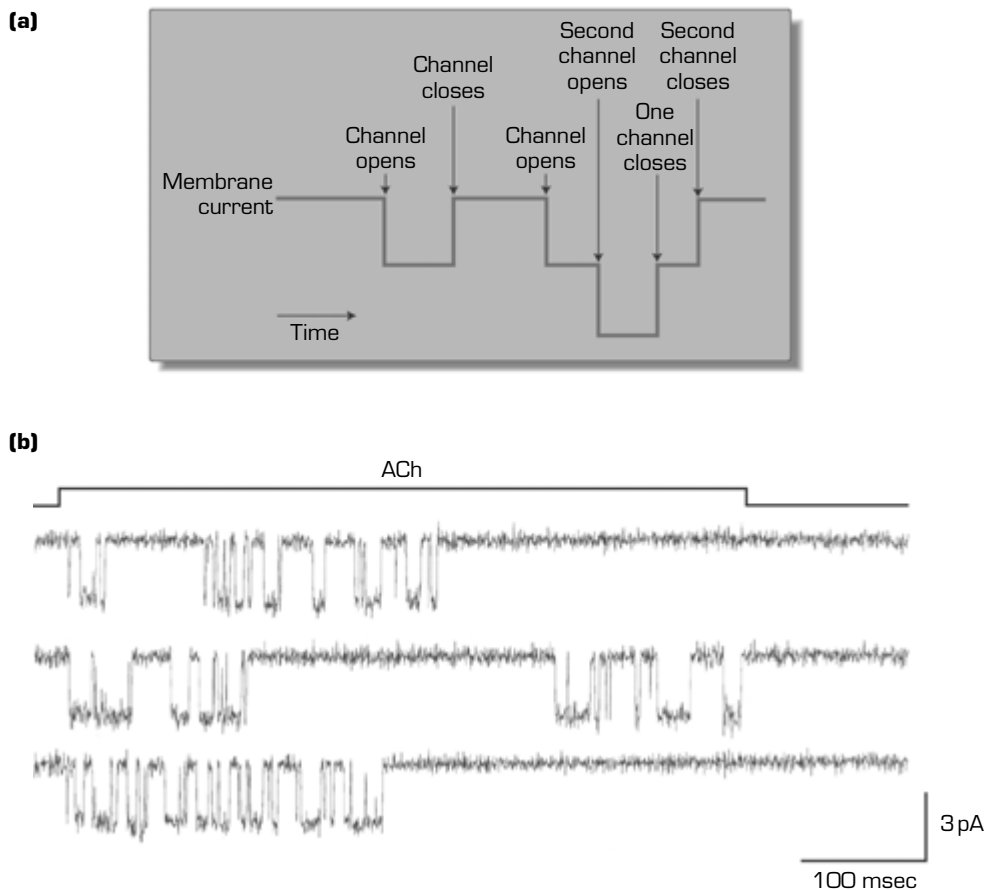 (a)
Second
channel
opens
Second
channel
closes
Channel
closes
One
channel
closes
Channel
opens
Channel
opens
Membrane
current
Time
(b)
ACh
3 pA
100 msec